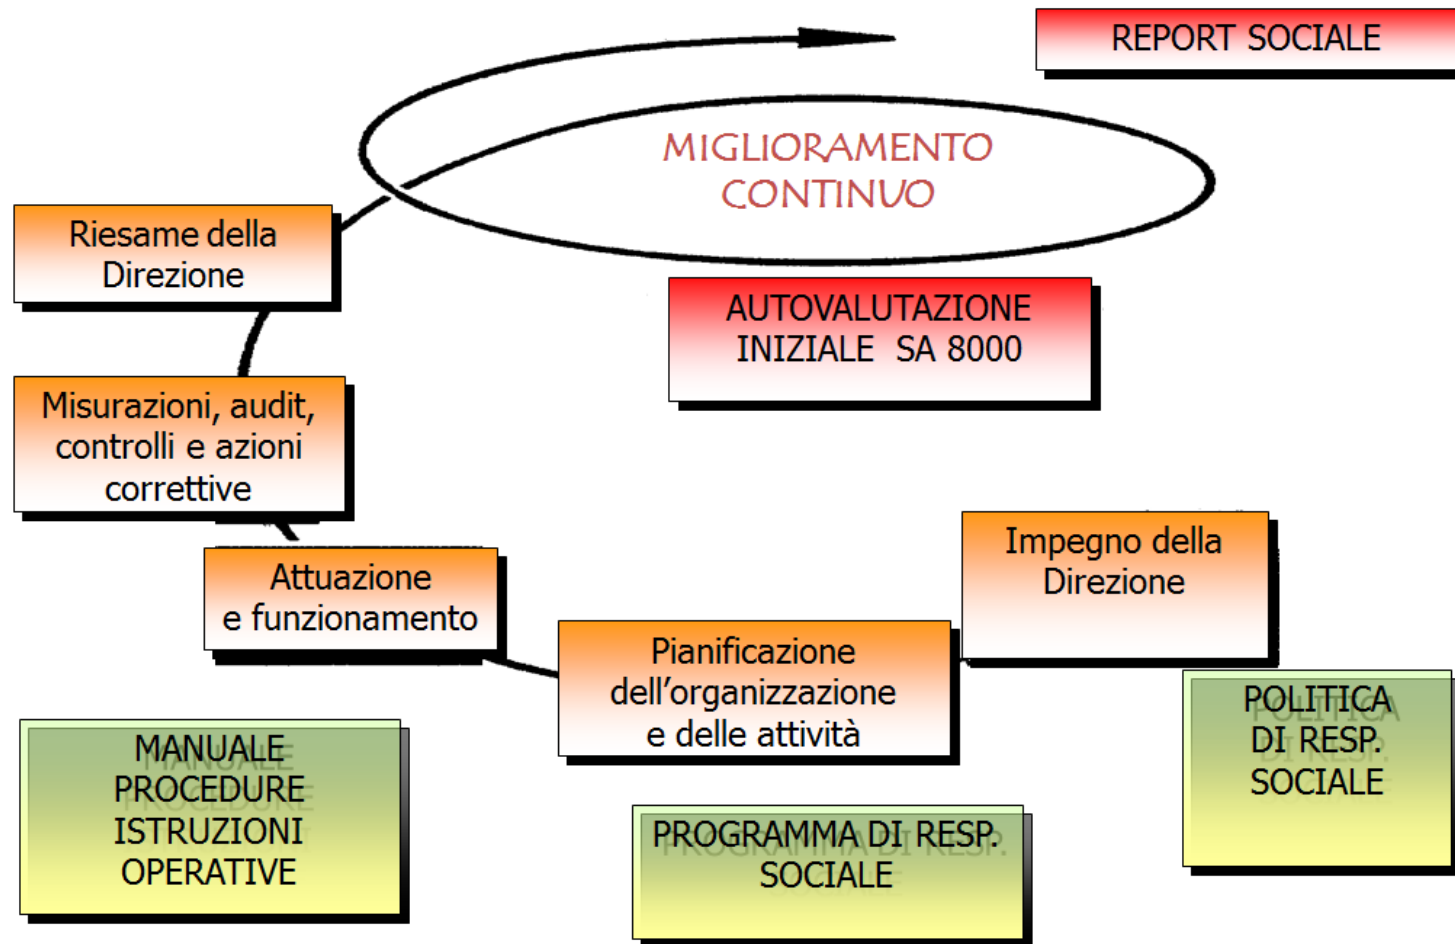 REPORT SOCIALE
MIGLIORAMENTO
CONTINUO
Riesame della
Direzione
AUTOVALUTAZIONE
INIZIALE SA 8000
Misurazioni, audit,
controlli e azioni
correttive
Impegno della
Direzione
Attuazione
e funzionamento
Pianificazione
dell’organizzazione
e delle attività
POLITICA
DI RESP.
SOCIALE
MANUALE
PROCEDURE
ISTRUZIONI
OPERATIVE
PROGRAMMA DI RESP.
SOCIALE